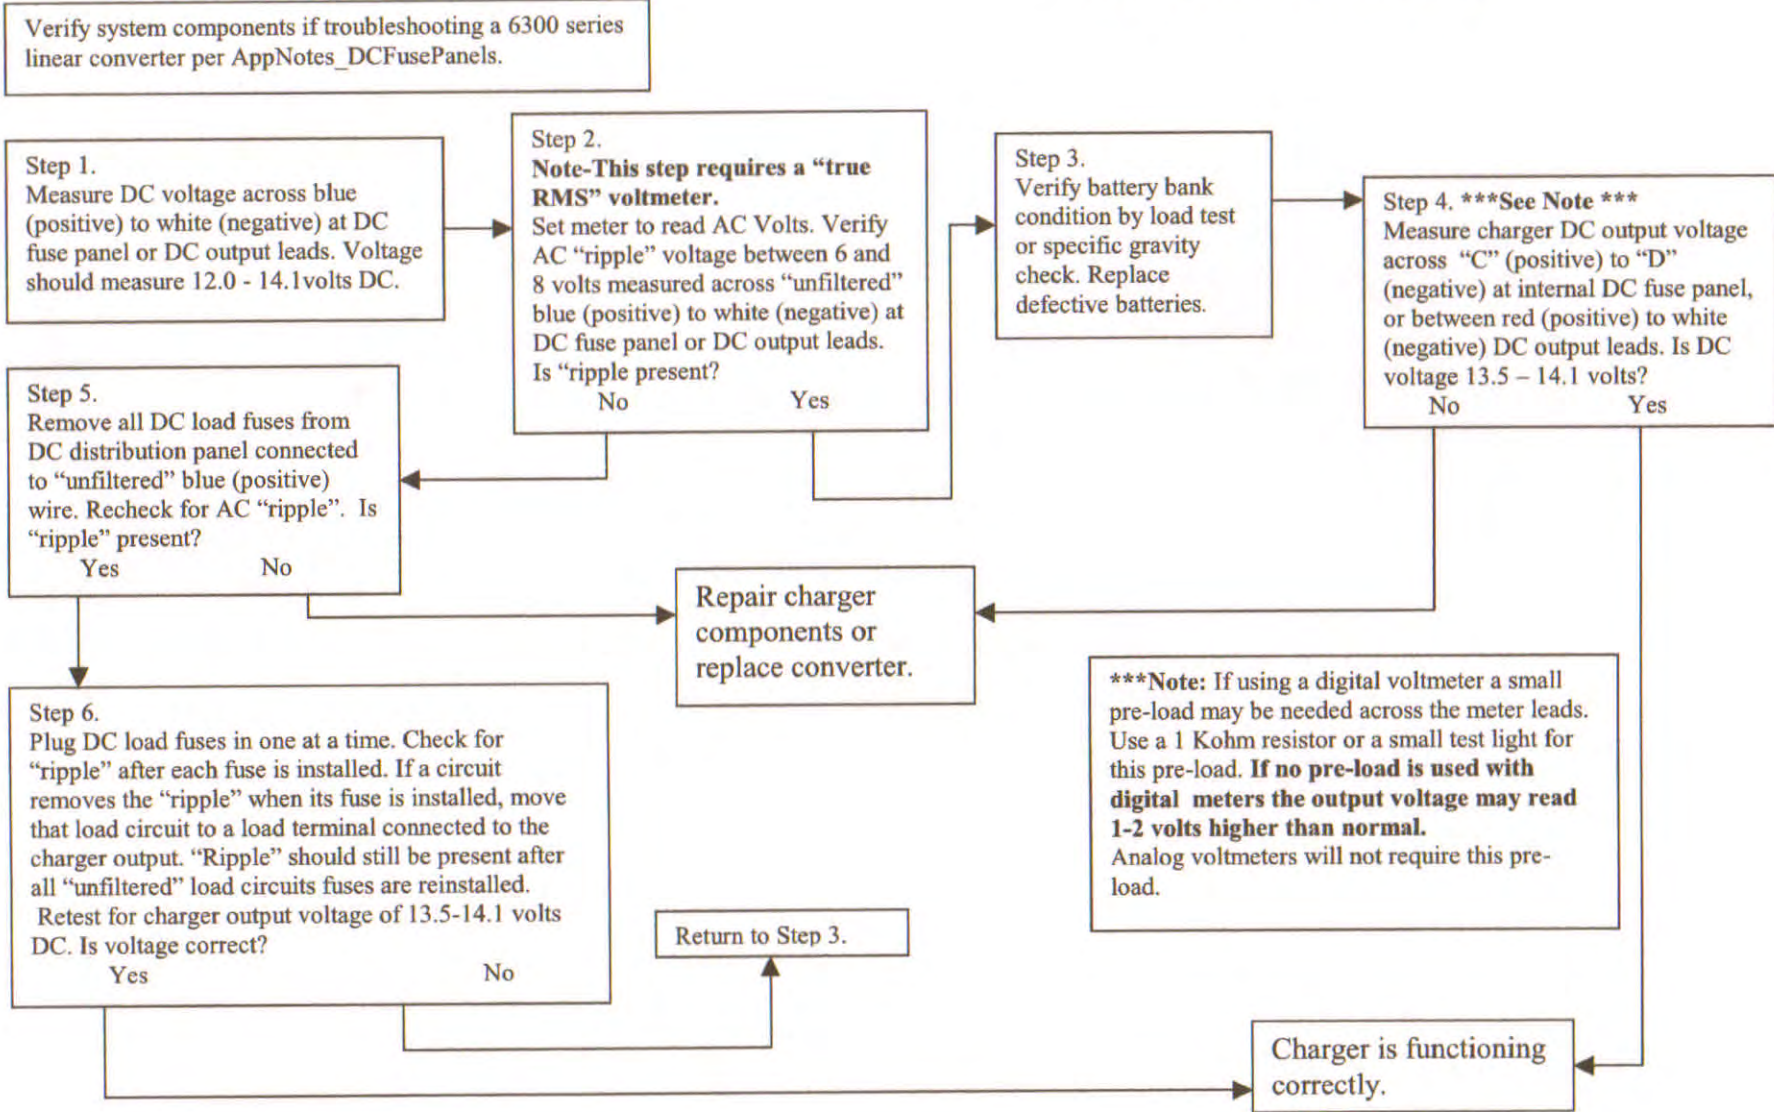 Verify system components if troubleshooting a 6300 series
linear converter per AppNotes_DCFusePanels.
Step 1.
Measure DC voltage across blue
(positive) to white (negative) at DC
fuse panel or DC output leads. Voltage
should measure 12.0 - 14.1volts DC.
Step 2.
Note-This step requires a “true
RMS” voltmeter.
Set meter to read AC Volts. Verify
AC “ripple” voltage between 6 and
8 volts measured across “unfiltered”
blue (positive) to white (negative) at
DC fuse panel or DC output leads.
Is “ripple present?
No Yes
Step 3.
Verify battery bank
condition by load test
or specific gravity
check. Replace
defective batteries.
Step 4. ***See Note ***
Measure charger DC output voltage
across “C” (positive) to “D”
(negative) at internal DC fuse panel,
or between red (positive) to white
(negative) DC output leads. Is DC
voltage 13.5 – 14.1 volts?
No Yes
Step 5.
Remove all DC load fuses from
DC distribution panel connected
to “unfiltered” blue (positive)
wire. Recheck for AC “ripple”. Is
“ripple” present?
Yes No
Repair charger
components or
replace converter.
***Note: If using a digital voltmeter a small
pre-load may be needed across the meter leads.
Use a 1 Kohm resistor or a small test light for
this pre-load. If no pre-load is used with
digital meters the output voltage may read
1-2 volts higher than normal.
Analog voltmeters will not require this pre-
load.
Step 6.
Plug DC load fuses in one at a time. Check for
“ripple” after each fuse is installed. If a circuit
removes the “ripple” when its fuse is installed, move
that load circuit to a load terminal connected to the
charger output. “Ripple” should still be present after
all “unfiltered” load circuits fuses are reinstalled.
Retest for charger output voltage of 13.5-14.1 volts
DC. Is voltage correct?
Yes No
Return to Step 3.
Charger is functioning
correctly.